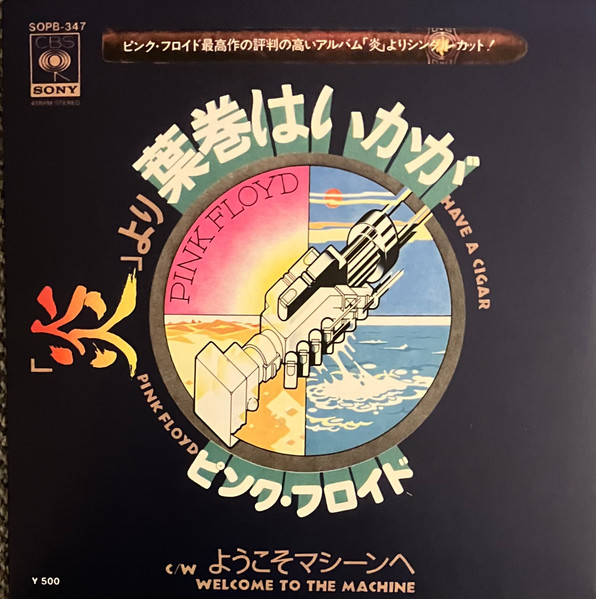 SOPB-347
CBS
SONY
ピンク・フロイド最高作の評判の高いアルバム「炎」よりシングル・カット!
葉巻はいかが
HAVE A CIGAR
「炎」より
PINK FLOYD
PINK FLOYD
ピンク・フロイド
c/w ようこそマシーンへ
WELCOME TO THE MACHINE
¥500